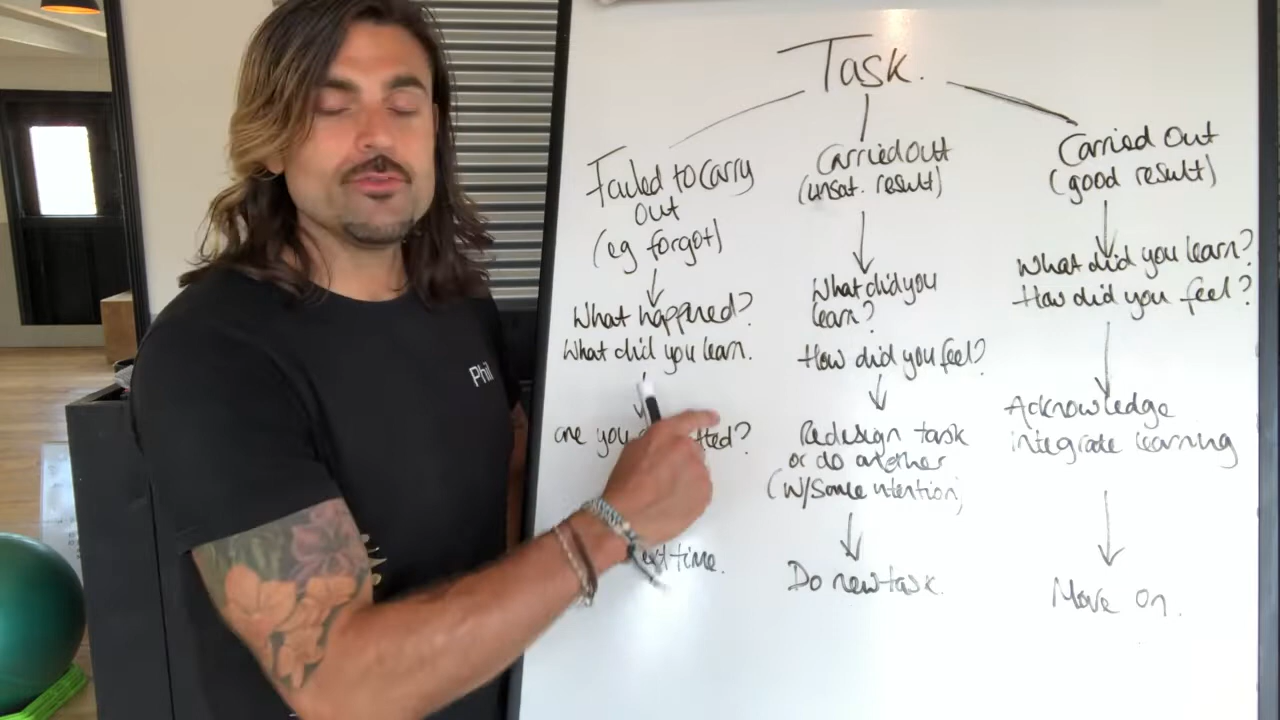 Task.
Failed to carry
out
(eg forgot)
What happened?
What did you learn.
are you
next time.
Carried out
(unsat. result)
What did you
learn?
How did you feel?
Redesign task
or do another
(w/same intention)
Do new task.
Carried Out
(good result)
What did you learn?
How did you feel?
Acknowledge
integrate learning
Move On.
Phil